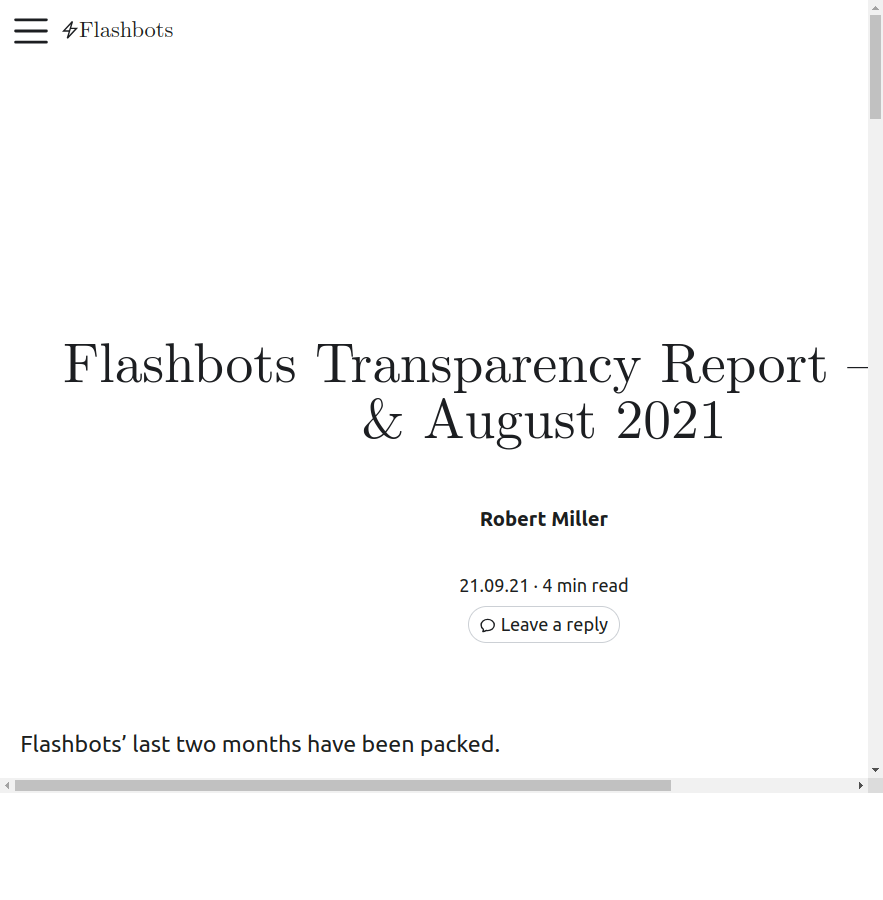 Flashbots
Flashbots Transparency Report –
& August 2021
Robert Miller
21.09.21 · 4 min read
Leave a reply
Flashbots’ last two months have been packed.